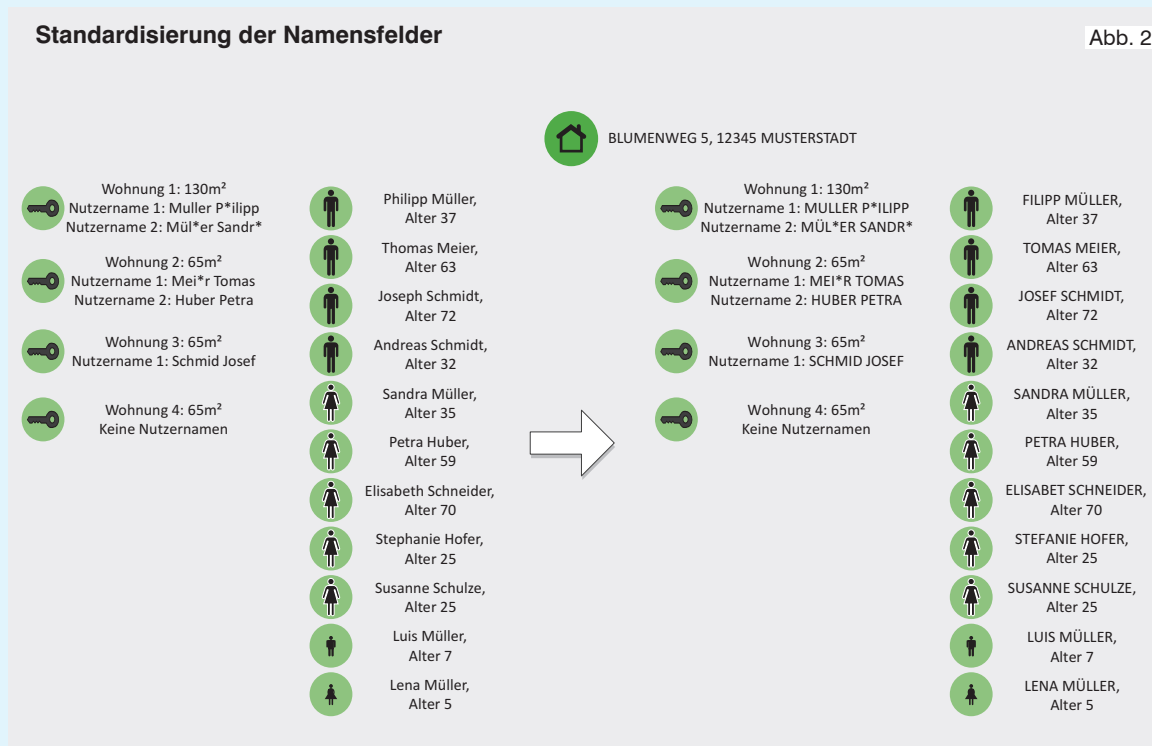 Standardisierung der Namensfelder
Abb. 2
BLUMENWEG 5, 12345 MUSTERSTADT
Wohnung 1: 130m²
Nutzername 1: Muller P*ilipp
Nutzername 2: Mül*er Sandr*
Wohnung 2: 65m²
Nutzername 1: Mei*r Tomas
Nutzername 2: Huber Petra
Wohnung 3: 65m²
Nutzername 1: Schmid Josef
Wohnung 4: 65m²
Keine Nutzernamen
Philipp Müller,
Alter 37
Thomas Meier,
Alter 63
Joseph Schmidt,
Alter 72
Andreas Schmidt,
Alter 32
Sandra Müller,
Alter 35
Petra Huber,
Alter 59
Elisabeth Schneider,
Alter 70
Stephanie Hofer,
Alter 25
Susanne Schulze,
Alter 25
Luis Müller,
Alter 7
Lena Müller,
Alter 5
Wohnung 1: 130m²
Nutzername 1: MULLER P*ILIPP
Nutzername 2: MÜL*ER SANDR*
Wohnung 2: 65m²
Nutzername 1: MEI*R TOMAS
Nutzername 2: HUBER PETRA
Wohnung 3: 65m²
Nutzername 1: SCHMID JOSEF
Wohnung 4: 65m²
Keine Nutzernamen
FILIPP MÜLLER,
Alter 37
TOMAS MEIER,
Alter 63
JOSEF SCHMIDT,
Alter 72
ANDREAS SCHMIDT,
Alter 32
SANDRA MÜLLER,
Alter 35
PETRA HUBER,
Alter 59
ELISABET SCHNEIDER,
Alter 70
STEFANIE HOFER,
Alter 25
SUSANNE SCHULZE,
Alter 25
LUIS MÜLLER,
Alter 7
LENA MÜLLER,
Alter 5